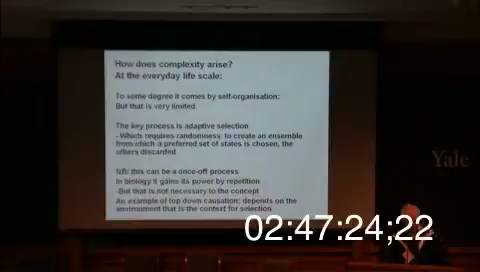 How does complexity arise?
At the everyday life scale:
To some degree it comes by self-organisation:
But that is very limited.
The key process is adaptive selection
- Which requires randomness to create an ensemble
from which a preferred set of states is chosen, the
others discarded
NB: this can be a once-off process
In biology it gains its power by repetition
-But that is not necessary to the concept
An example of top down causation: depends on the
environment that is the context for selection
Yale
02:47:24;22